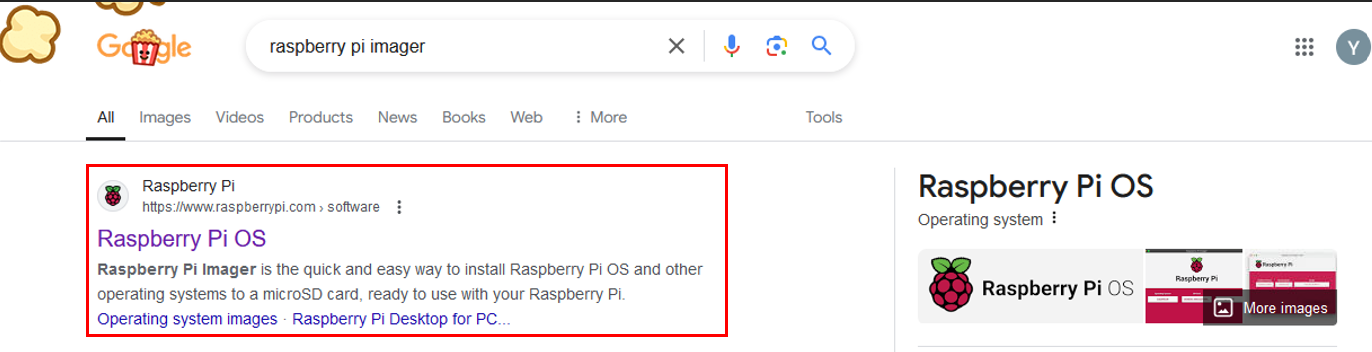 Google
raspberry pi imager
Y
All Images Videos Products News Books Web More Tools
Raspberry Pi
https://www.raspberrypi.com › software
Raspberry Pi OS
Raspberry Pi Imager is the quick and easy way to install Raspberry Pi OS and other
operating systems to a microSD card, ready to use with your Raspberry Pi.
Operating system images · Raspberry Pi Desktop for PC...
Raspberry Pi OS
Operating system
Raspberry Pi OS
Raspberry Pi
Raspberry Pi
More images